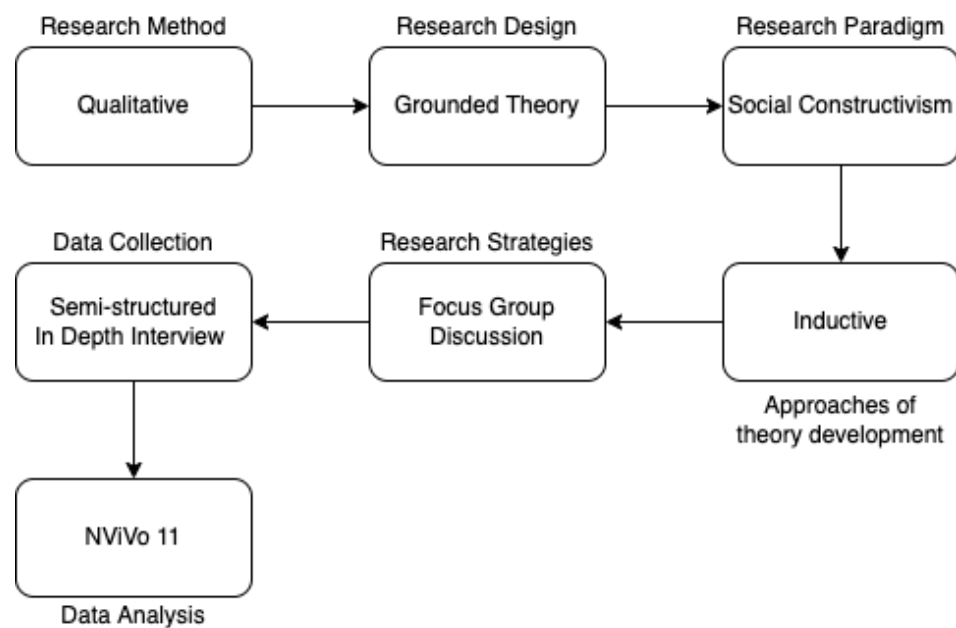 Research Method
Research Design
Research Paradigm
Qualitative
Grounded Theory
Social Constructivism
Data Collection
Research Strategies
Semi-structured
In Depth Interview
Focus Group
Discussion
Inductive
Approaches of
theory development
NViVo 11
Data Analysis